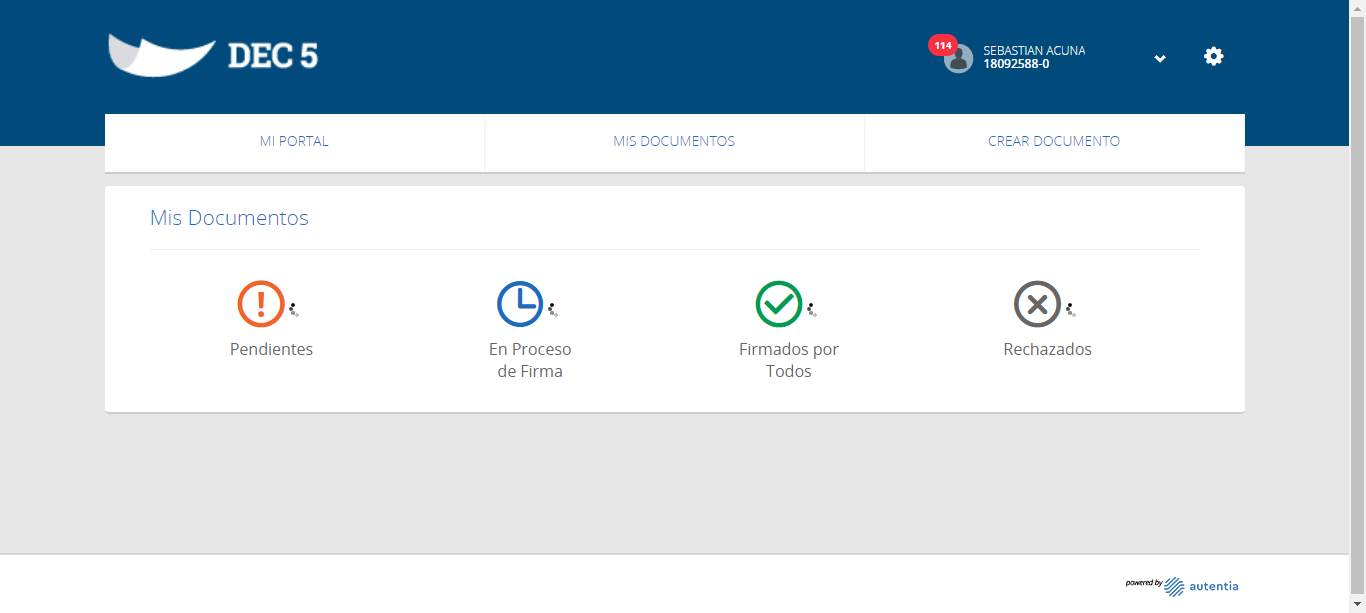 DEC 5
114
SEBASTIAN ACUNA
18092588-0
MI PORTAL
MIS DOCUMENTOS
CREAR DOCUMENTO
Mis Documentos
Pendientes
En Proceso
de Firma
Firmados por
Todos
Rechazados
powered by autentia